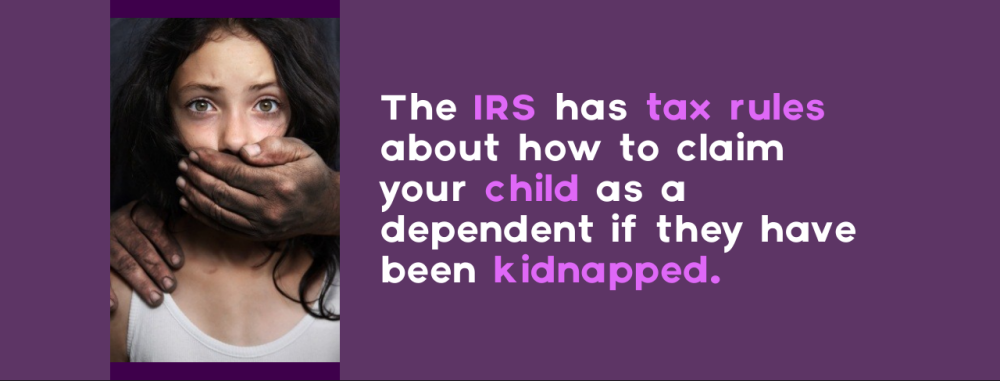 The IRS has tax rules
about how to claim
your child as a
dependent if they have
been kidnapped.